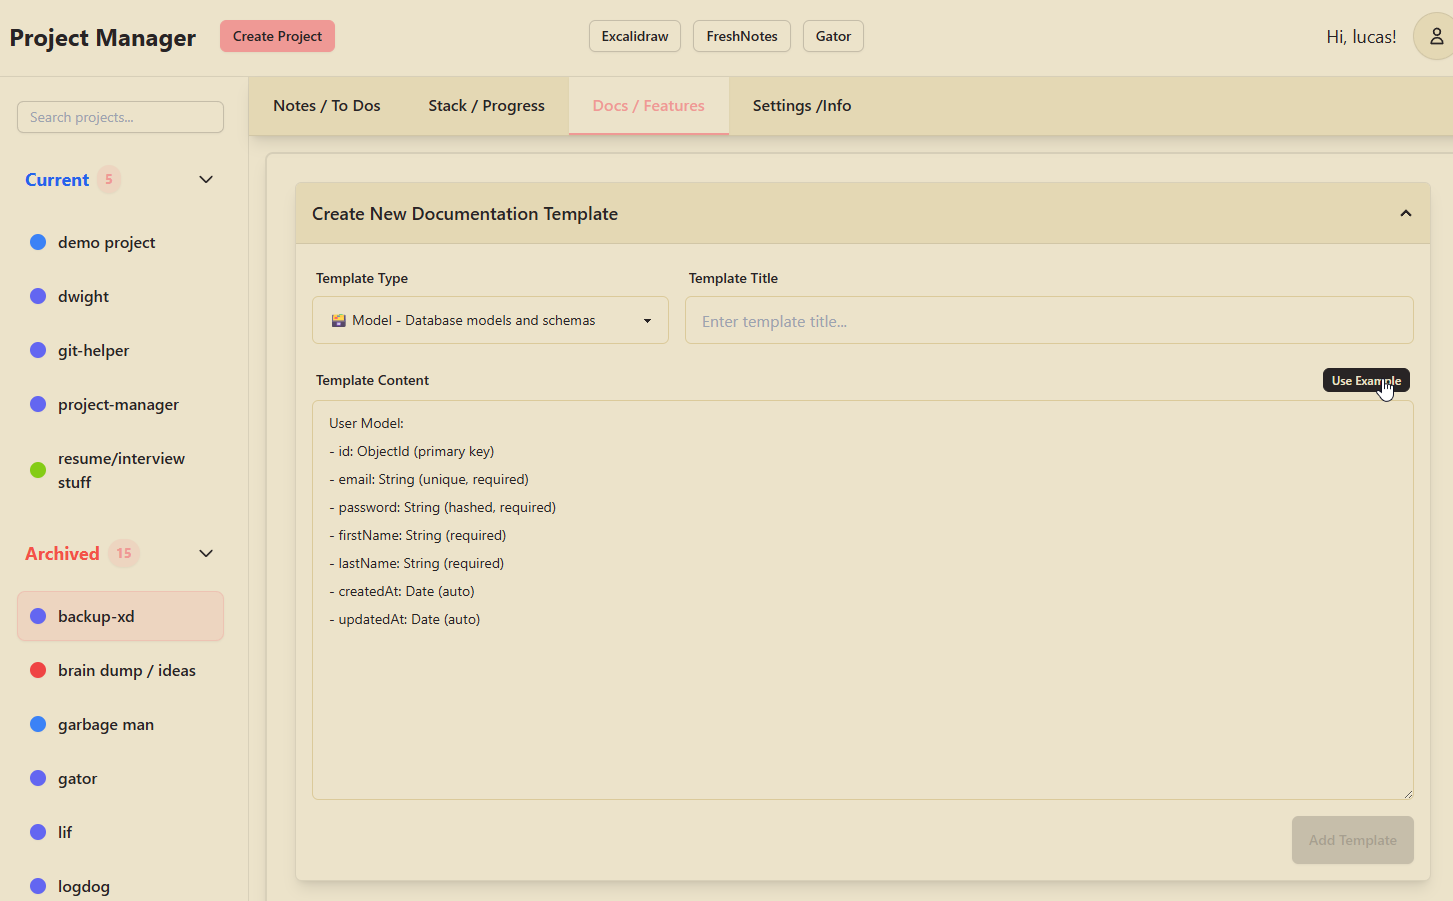 Project Manager
Create Project
Excalidraw
FreshNotes
Gator
Hi, lucas!
Search projects...
Current 5
demo project
dwight
git-helper
project-manager
resume/interview
stuff
Archived 15
backup-xd
brain dump / ideas
garbage man
gator
lif
logdog
Notes / To Dos
Stack / Progress
Docs / Features
Settings /Info
Create New Documentation Template
Template Type
Template Title
Model - Database models and schemas
Enter template title...
Template Content
Use Example
User Model:
- id: ObjectId (primary key)
- email: String (unique, required)
- password: String (hashed, required)
- firstName: String (required)
- lastName: String (required)
- createdAt: Date (auto)
- updatedAt: Date (auto)
Add Template